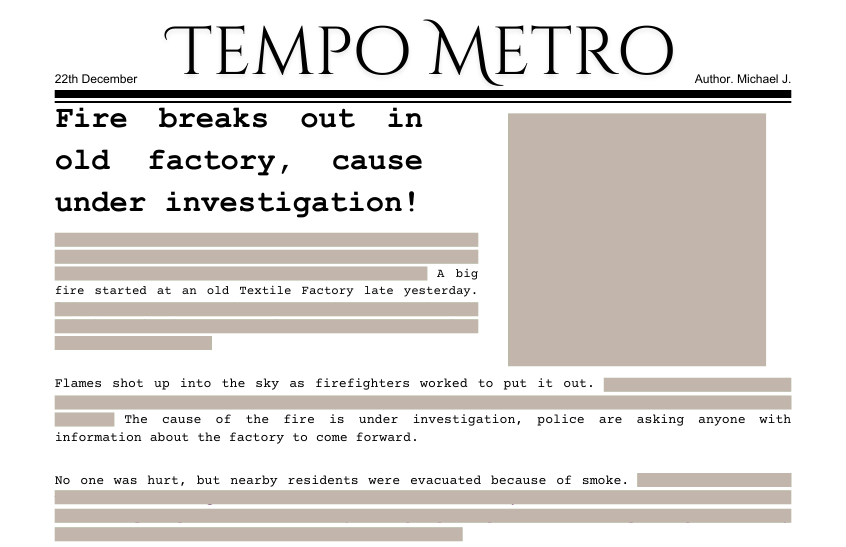 TEMPO METRO
22th December
Author. Michael J.
Fire breaks out in
old factory, cause
under investigation!
A big
fire started at an old Textile Factory late yesterday.
Flames shot up into the sky as firefighters worked to put it out.
The cause of the fire is under investigation, police are asking anyone with
information about the factory to come forward.
No one was hurt, but nearby residents were evacuated because of smoke.